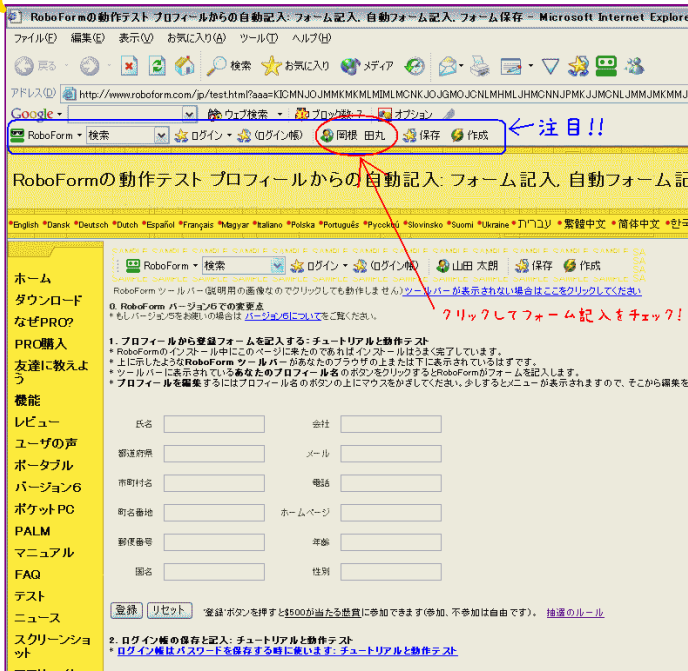 RoboFormの動作テスト プロフィールからの自動記入: フォーム記入, 自動フォーム記入, フォーム保存 - Microsoft Internet Explore
ファイル(F) 編集(E) 表示(V) お気に入り(A) ツール(T) ヘルプ(H)
戻る 検索 お気に入り メディア
アドレス(D) http://www.roboform.com/jp/test.html?aaa=KICMNJOJMMKMKMLMIMLMCNKJOJGMOJCNLMHMLJHMCNNJPMKJJMCNLJMMJMKMMJ
Google ウェブ検索 ブロック数: 7 オプション
RoboForm 検索 ログイン (ログイン帳) 岡根 田丸 保存 作成 ←注目!!
RoboFormの動作テスト プロフィールからの自動記入: フォーム記入, 自動フォーム記
*English *Dansk *Deutsch *Dutch *Español *Français *Magyar *Italiano *Polska *Português *Русский *Slovinsko *Suomi *Ukraine *עברית *繁體中文 *简体中文
RoboForm 検索 ログイン (ログイン帳) 山田 太朗 保存 作成
RoboForm ツールバー(説明用の画像なのでクリックしても動作しません)ツールバーが表示されない場合はここをクリックしてください
0. RoboForm バージョン6での変更点
* もしバージョン5をお使いの場合は バージョン6についてをご覧ください。
クリックしてフォーム記入をチェック!
1. プロフィールから登録フォームを記入する: チュートリアルと動作テスト
* RoboFormのインストール中にこのページに来たのであればインストールはうまく完了しています。
* 上に示したようなRoboForm ツールバーがあなたのブラウザの上または下に表示されているはずです。
* ツールバーに表示されているあなたのプロフィール名のボタンをクリックするとRoboFormがフォームを記入します。
* プロフィールを編集するにはプロフィール名のボタンの上にマウスをかざしてください。少しするとメニューが表示されますので、そこから編集を
ホーム
ダウンロード
なぜPRO?
PRO購入
友達に教えよ
う
機能
レビュー
ユーザの声
ポータブル
バージョン6
ポケットPC
PALM
マニュアル
FAQ
テスト
ニュース
スクリーンショ
ット
氏名 会社
都道府県 メール
市町村名 電話
町名番地 ホームページ
郵便番号 年齢
国名 性別
登録 リセット '登録'ボタンを押すと$500が当たる懸賞に参加できます(参加、不参加は自由です)。 抽選のルール
2. ログイン帳の保存と記入: チュートリアルと動作テスト
* ログイン帳はパスワードを保存する時に使います: チュートリアルと動作テスト